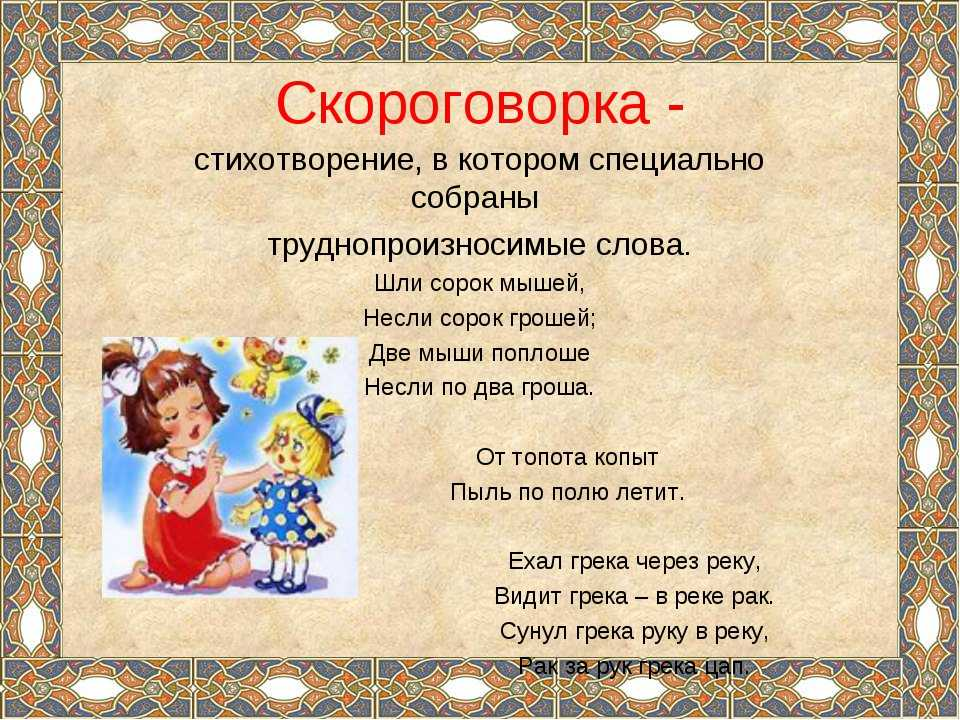 Скороговорка -
стихотворение, в котором специально
собраны
труднопроизносимые слова.
Шли сорок мышей,
Несли сорок грошей;
Две мыши поплоше
Несли по два гроша.
От топота копыт
Пыль по полю летит.
Ехал грека через реку,
Видит грека – в реке рак.
Сунул грека руку в реку,
Рак за рук грека цап.